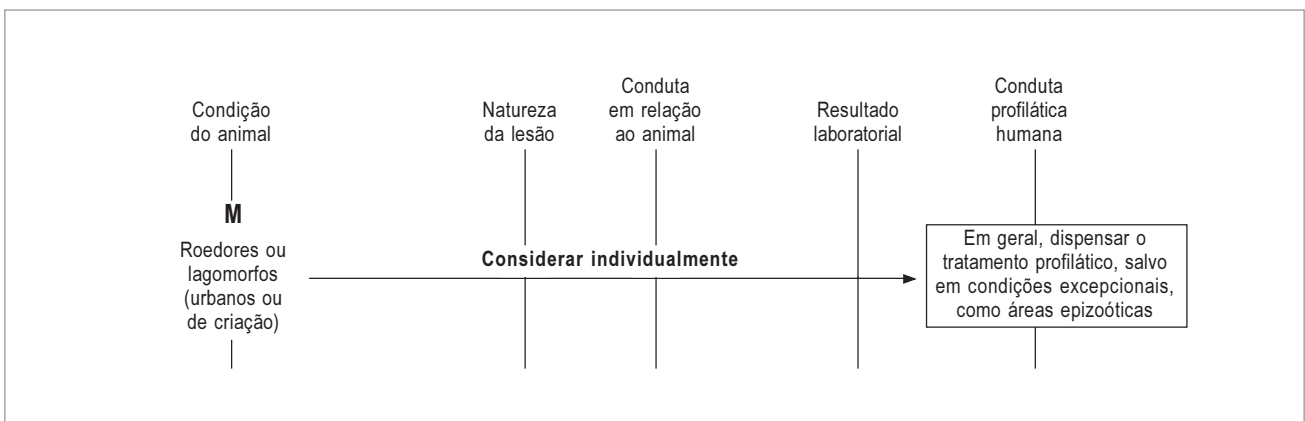 Condição
do animal
Natureza
da lesão
Conduta
em relação
ao animal
Resultado
laboratorial
Conduta
profilática
humana
M
Roedores ou
lagomorfos
(urbanos ou
de criação)
Considerar individualmente
Em geral, dispensar o
tratamento profilático, salvo
em condições excepcionais,
como áreas epizoóticas